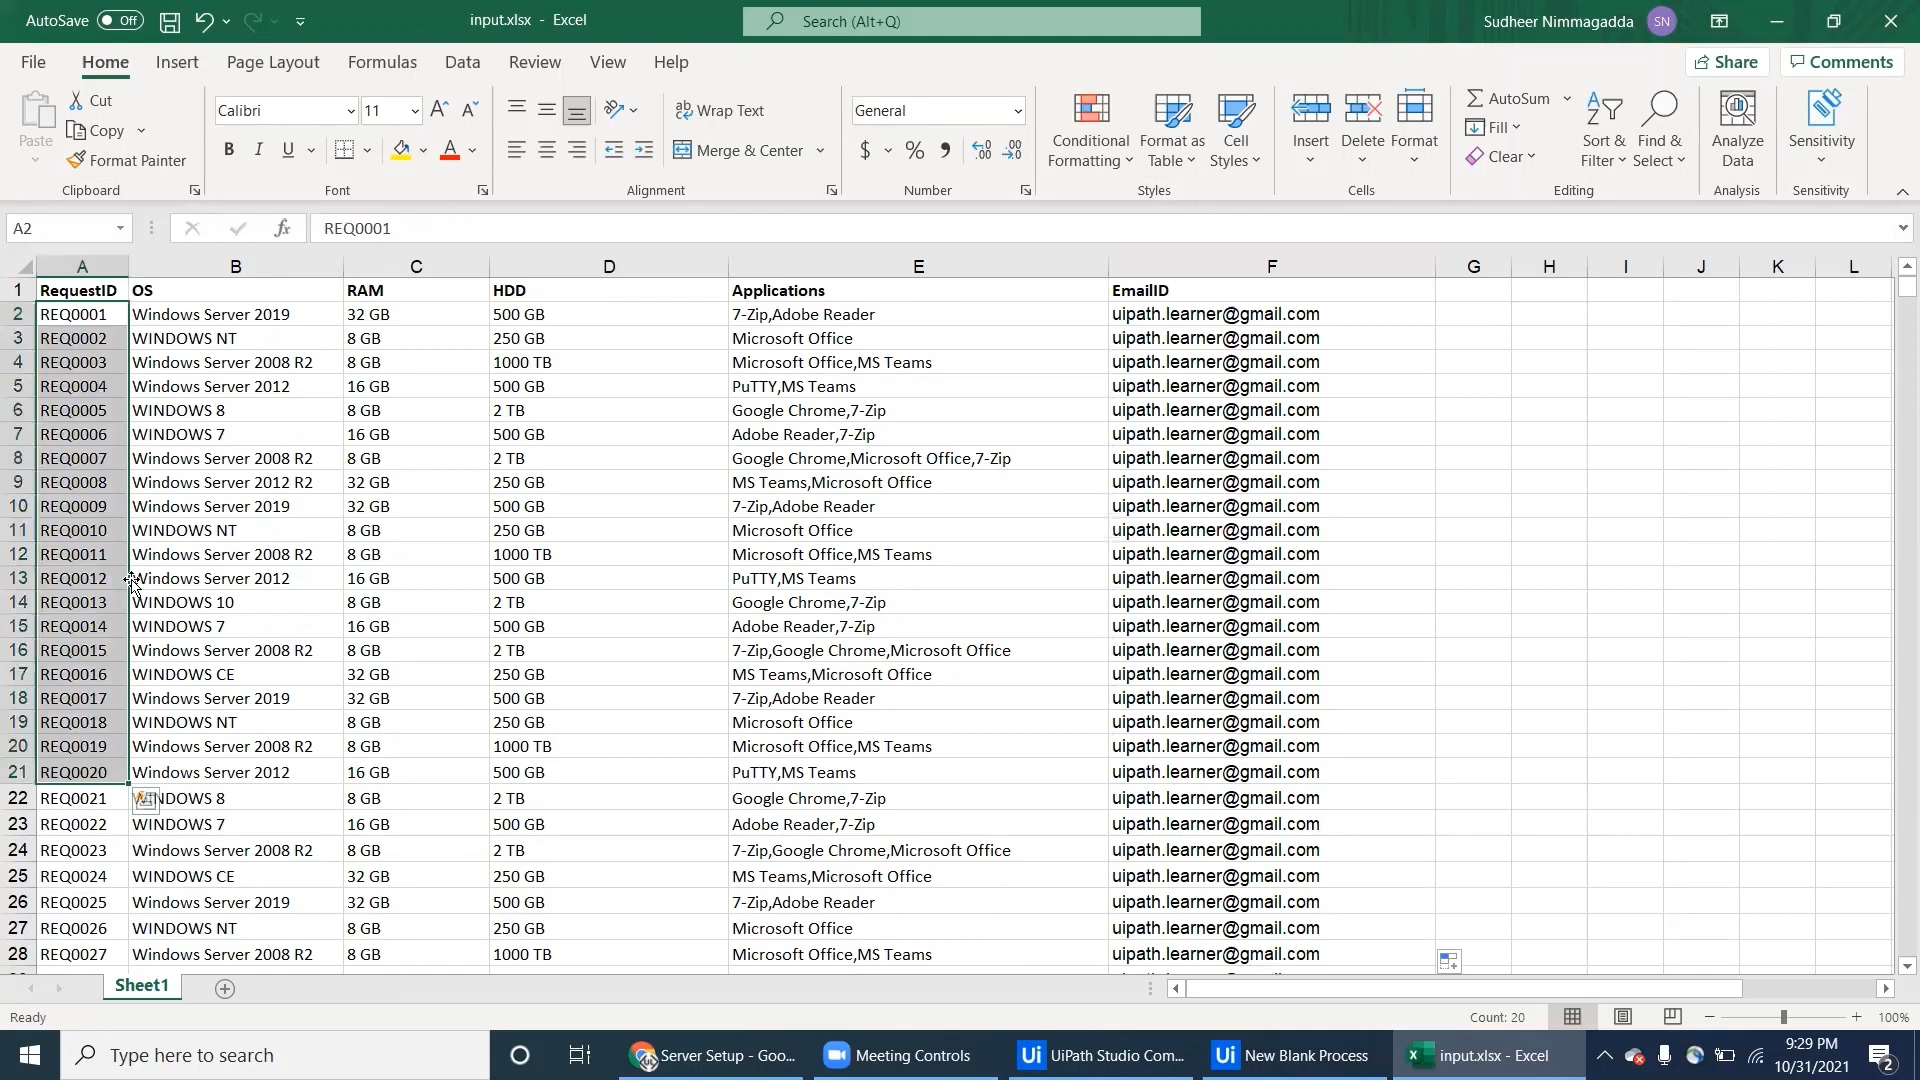 AutoSave Off input.xlsx - Excel Search (Alt+Q) Sudheer Nimmagadda SN
File Home Insert Page Layout Formulas Data Review View Help Share Comments
Paste Cut Copy Format Painter
Calibri 11 A^ A˅ B I U A
ab Wrap Text Merge & Center
General $ % 9 .00 .00
Conditional Formatting Format as Table Cell Styles
Insert Delete Format
AutoSum Fill Clear Sort & Filter Find & Select
Analyze Data Sensitivity
Clipboard Font Alignment Number Styles Cells Editing Analysis Sensitivity
A2 fx REQ0001
A B C D E F G H I J K L
1 RequestID OS RAM HDD Applications EmailID
2 REQ0001 Windows Server 2019 32 GB 500 GB 7-Zip,Adobe Reader uipath.learner@gmail.com
3 REQ0002 WINDOWS NT 8 GB 250 GB Microsoft Office uipath.learner@gmail.com
4 REQ0003 Windows Server 2008 R2 8 GB 1000 TB Microsoft Office,MS Teams uipath.learner@gmail.com
5 REQ0004 Windows Server 2012 16 GB 500 GB PuTTY,MS Teams uipath.learner@gmail.com
6 REQ0005 WINDOWS 8 8 GB 2 TB Google Chrome,7-Zip uipath.learner@gmail.com
7 REQ0006 WINDOWS 7 16 GB 500 GB Adobe Reader,7-Zip uipath.learner@gmail.com
8 REQ0007 Windows Server 2008 R2 8 GB 2 TB Google Chrome,Microsoft Office,7-Zip uipath.learner@gmail.com
9 REQ0008 Windows Server 2012 R2 32 GB 250 GB MS Teams,Microsoft Office uipath.learner@gmail.com
10 REQ0009 Windows Server 2019 32 GB 500 GB 7-Zip,Adobe Reader uipath.learner@gmail.com
11 REQ0010 WINDOWS NT 8 GB 250 GB Microsoft Office uipath.learner@gmail.com
12 REQ0011 Windows Server 2008 R2 8 GB 1000 TB Microsoft Office,MS Teams uipath.learner@gmail.com
13 REQ0012 Windows Server 2012 16 GB 500 GB PuTTY,MS Teams uipath.learner@gmail.com
14 REQ0013 WINDOWS 10 8 GB 2 TB Google Chrome,7-Zip uipath.learner@gmail.com
15 REQ0014 WINDOWS 7 16 GB 500 GB Adobe Reader,7-Zip uipath.learner@gmail.com
16 REQ0015 Windows Server 2008 R2 8 GB 2 TB 7-Zip,Google Chrome,Microsoft Office uipath.learner@gmail.com
17 REQ0016 WINDOWS CE 32 GB 250 GB MS Teams,Microsoft Office uipath.learner@gmail.com
18 REQ0017 Windows Server 2019 32 GB 500 GB 7-Zip,Adobe Reader uipath.learner@gmail.com
19 REQ0018 WINDOWS NT 8 GB 250 GB Microsoft Office uipath.learner@gmail.com
20 REQ0019 Windows Server 2008 R2 8 GB 1000 TB Microsoft Office,MS Teams uipath.learner@gmail.com
21 REQ0020 Windows Server 2012 16 GB 500 GB PuTTY,MS Teams uipath.learner@gmail.com
22 REQ0021 WINDOWS 8 8 GB 2 TB Google Chrome,7-Zip uipath.learner@gmail.com
23 REQ0022 WINDOWS 7 16 GB 500 GB Adobe Reader,7-Zip uipath.learner@gmail.com
24 REQ0023 Windows Server 2008 R2 8 GB 2 TB 7-Zip,Google Chrome,Microsoft Office uipath.learner@gmail.com
25 REQ0024 WINDOWS CE 32 GB 250 GB MS Teams,Microsoft Office uipath.learner@gmail.com
26 REQ0025 Windows Server 2019 32 GB 500 GB 7-Zip,Adobe Reader uipath.learner@gmail.com
27 REQ0026 WINDOWS NT 8 GB 250 GB Microsoft Office uipath.learner@gmail.com
28 REQ0027 Windows Server 2008 R2 8 GB 1000 TB Microsoft Office,MS Teams uipath.learner@gmail.com
Sheet1
Ready Count: 20 100%
Type here to search Server Setup - Goo... Meeting Controls Ui UiPath Studio Com... Ui New Blank Process input.xlsx - Excel 9:29 PM
10/31/2021 2